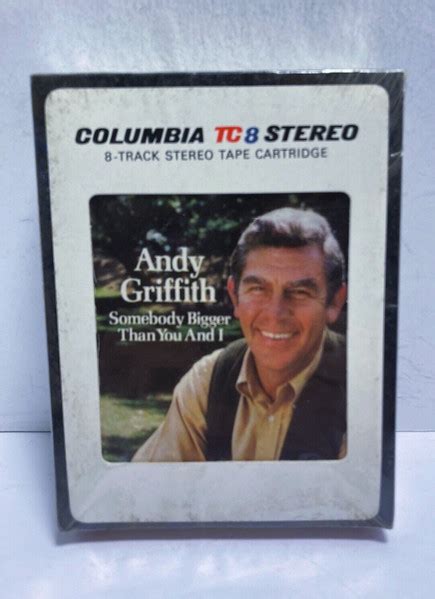 COLUMBIA TC8 STEREO
8-TRACK STEREO TAPE CARTRIDGE
Andy
Griffith
Somebody Bigger
Than You And I